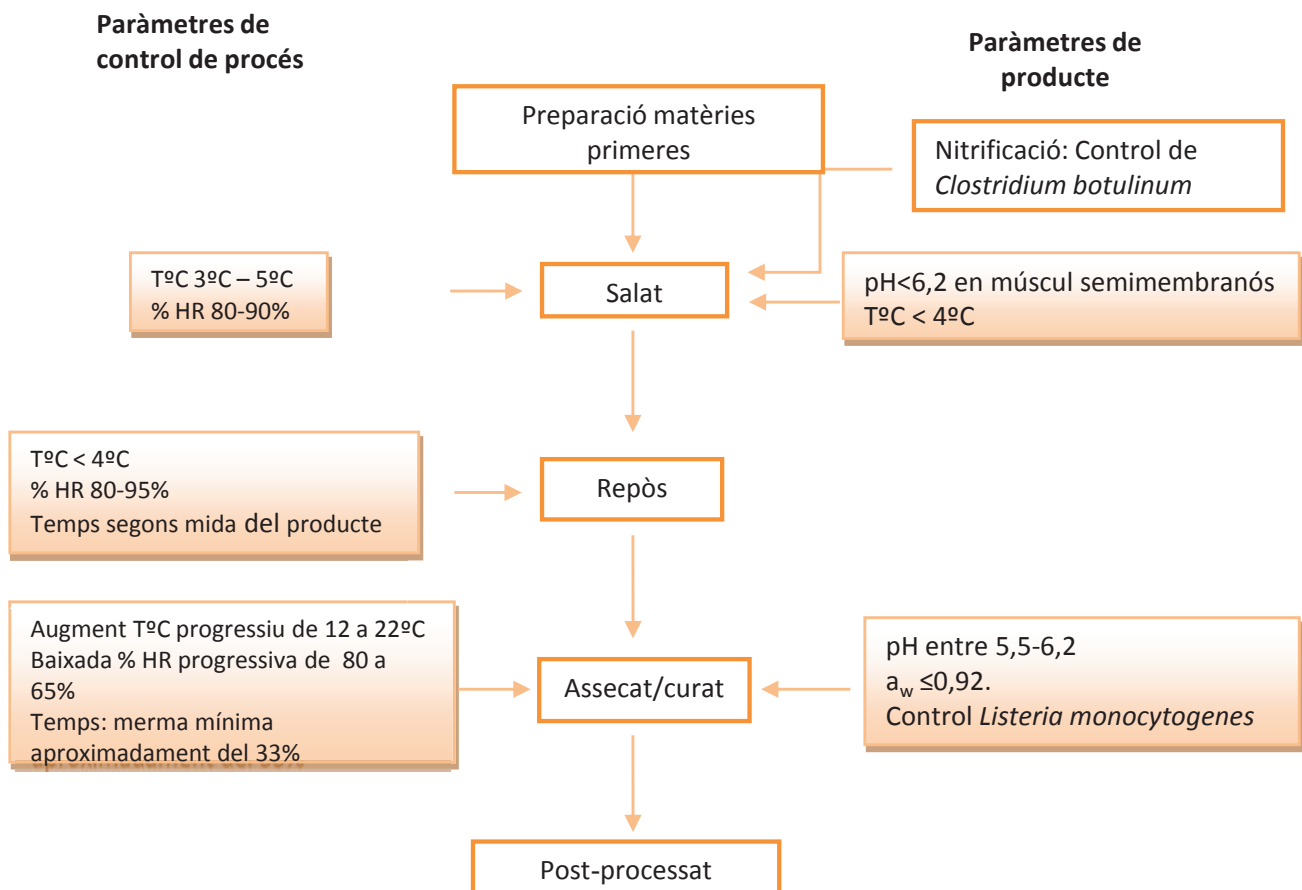 Paràmetres de
control de procés
Paràmetres de
producte
Preparació matèries
primeres
Nitrificació: Control de
Clostridium botulinum
TºC 3ºC – 5ºC
% HR 80-90%
Salat
pH<6,2 en múscul semimembranós
TºC < 4ºC
TºC < 4ºC
% HR 80-95%
Temps segons mida del producte
Repòs
Augment TºC progressiu de 12 a 22ºC
Baixada % HR progressiva de 80 a
65%
Temps: merma mínima
aproximadament del 33%
Assecat/curat
pH entre 5,5-6,2
aw ≤0,92.
Control Listeria monocytogenes
Post-processat